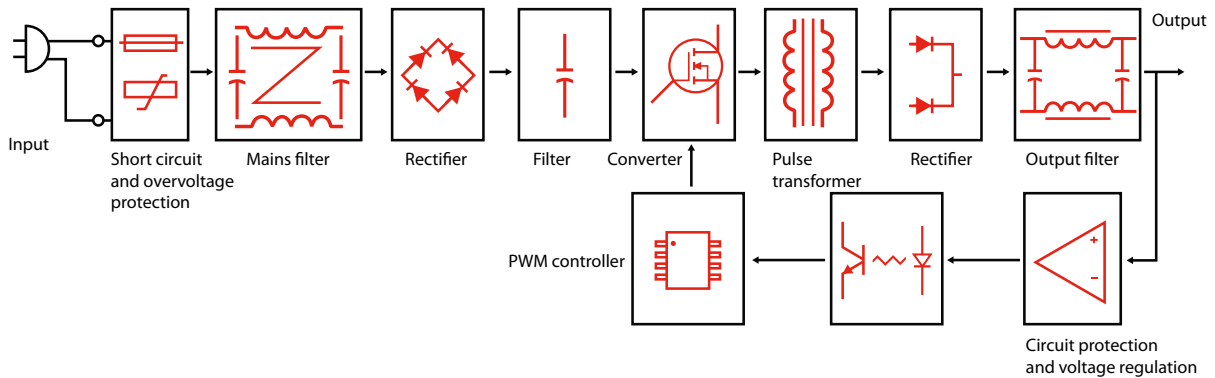 Output
Input
Short circuit
and overvoltage
protection
Mains filter
Rectifier
Filter
Converter
Pulse
transformer
Rectifier
Output filter
PWM controller
+
-
Circuit protection
and voltage regulation